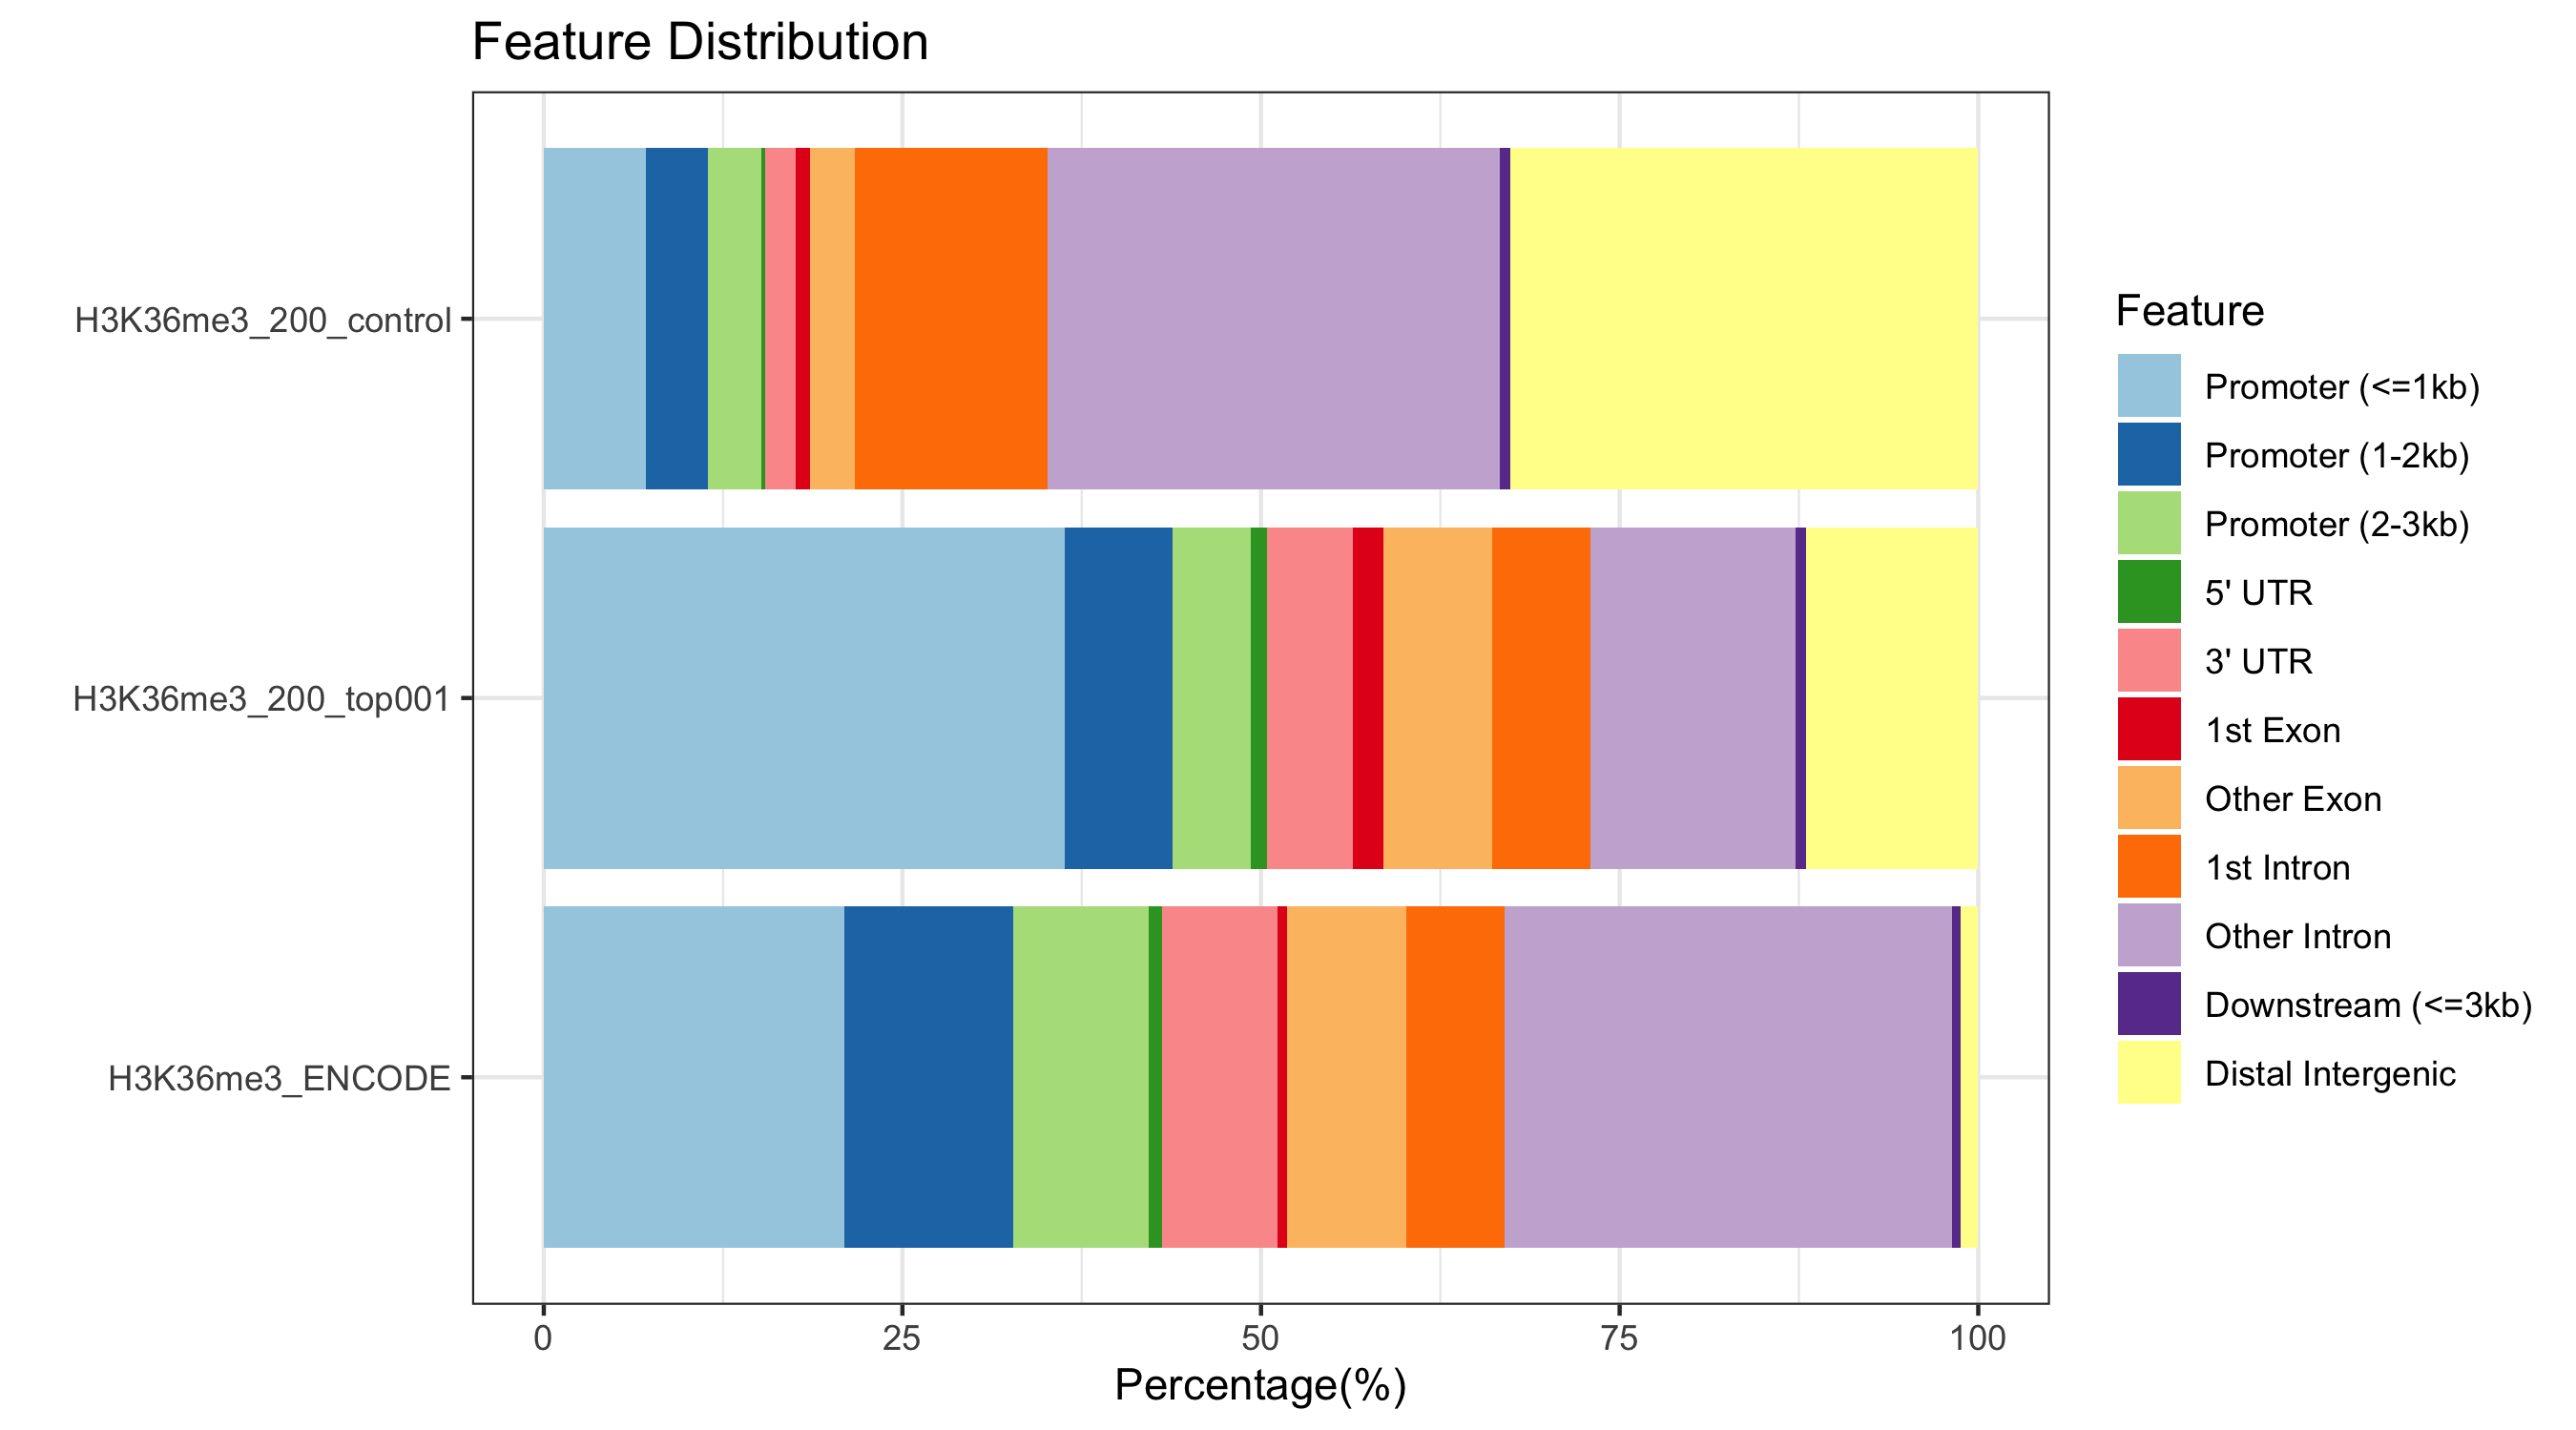 Feature Distribution
H3K36me3_200_control
H3K36me3_200_top001
H3K36me3_ENCODE
0 25 50 75 100
Percentage(%)
Feature
Promoter (<=1kb)
Promoter (1-2kb)
Promoter (2-3kb)
5' UTR
3' UTR
1st Exon
Other Exon
1st Intron
Other Intron
Downstream (<=3kb)
Distal Intergenic